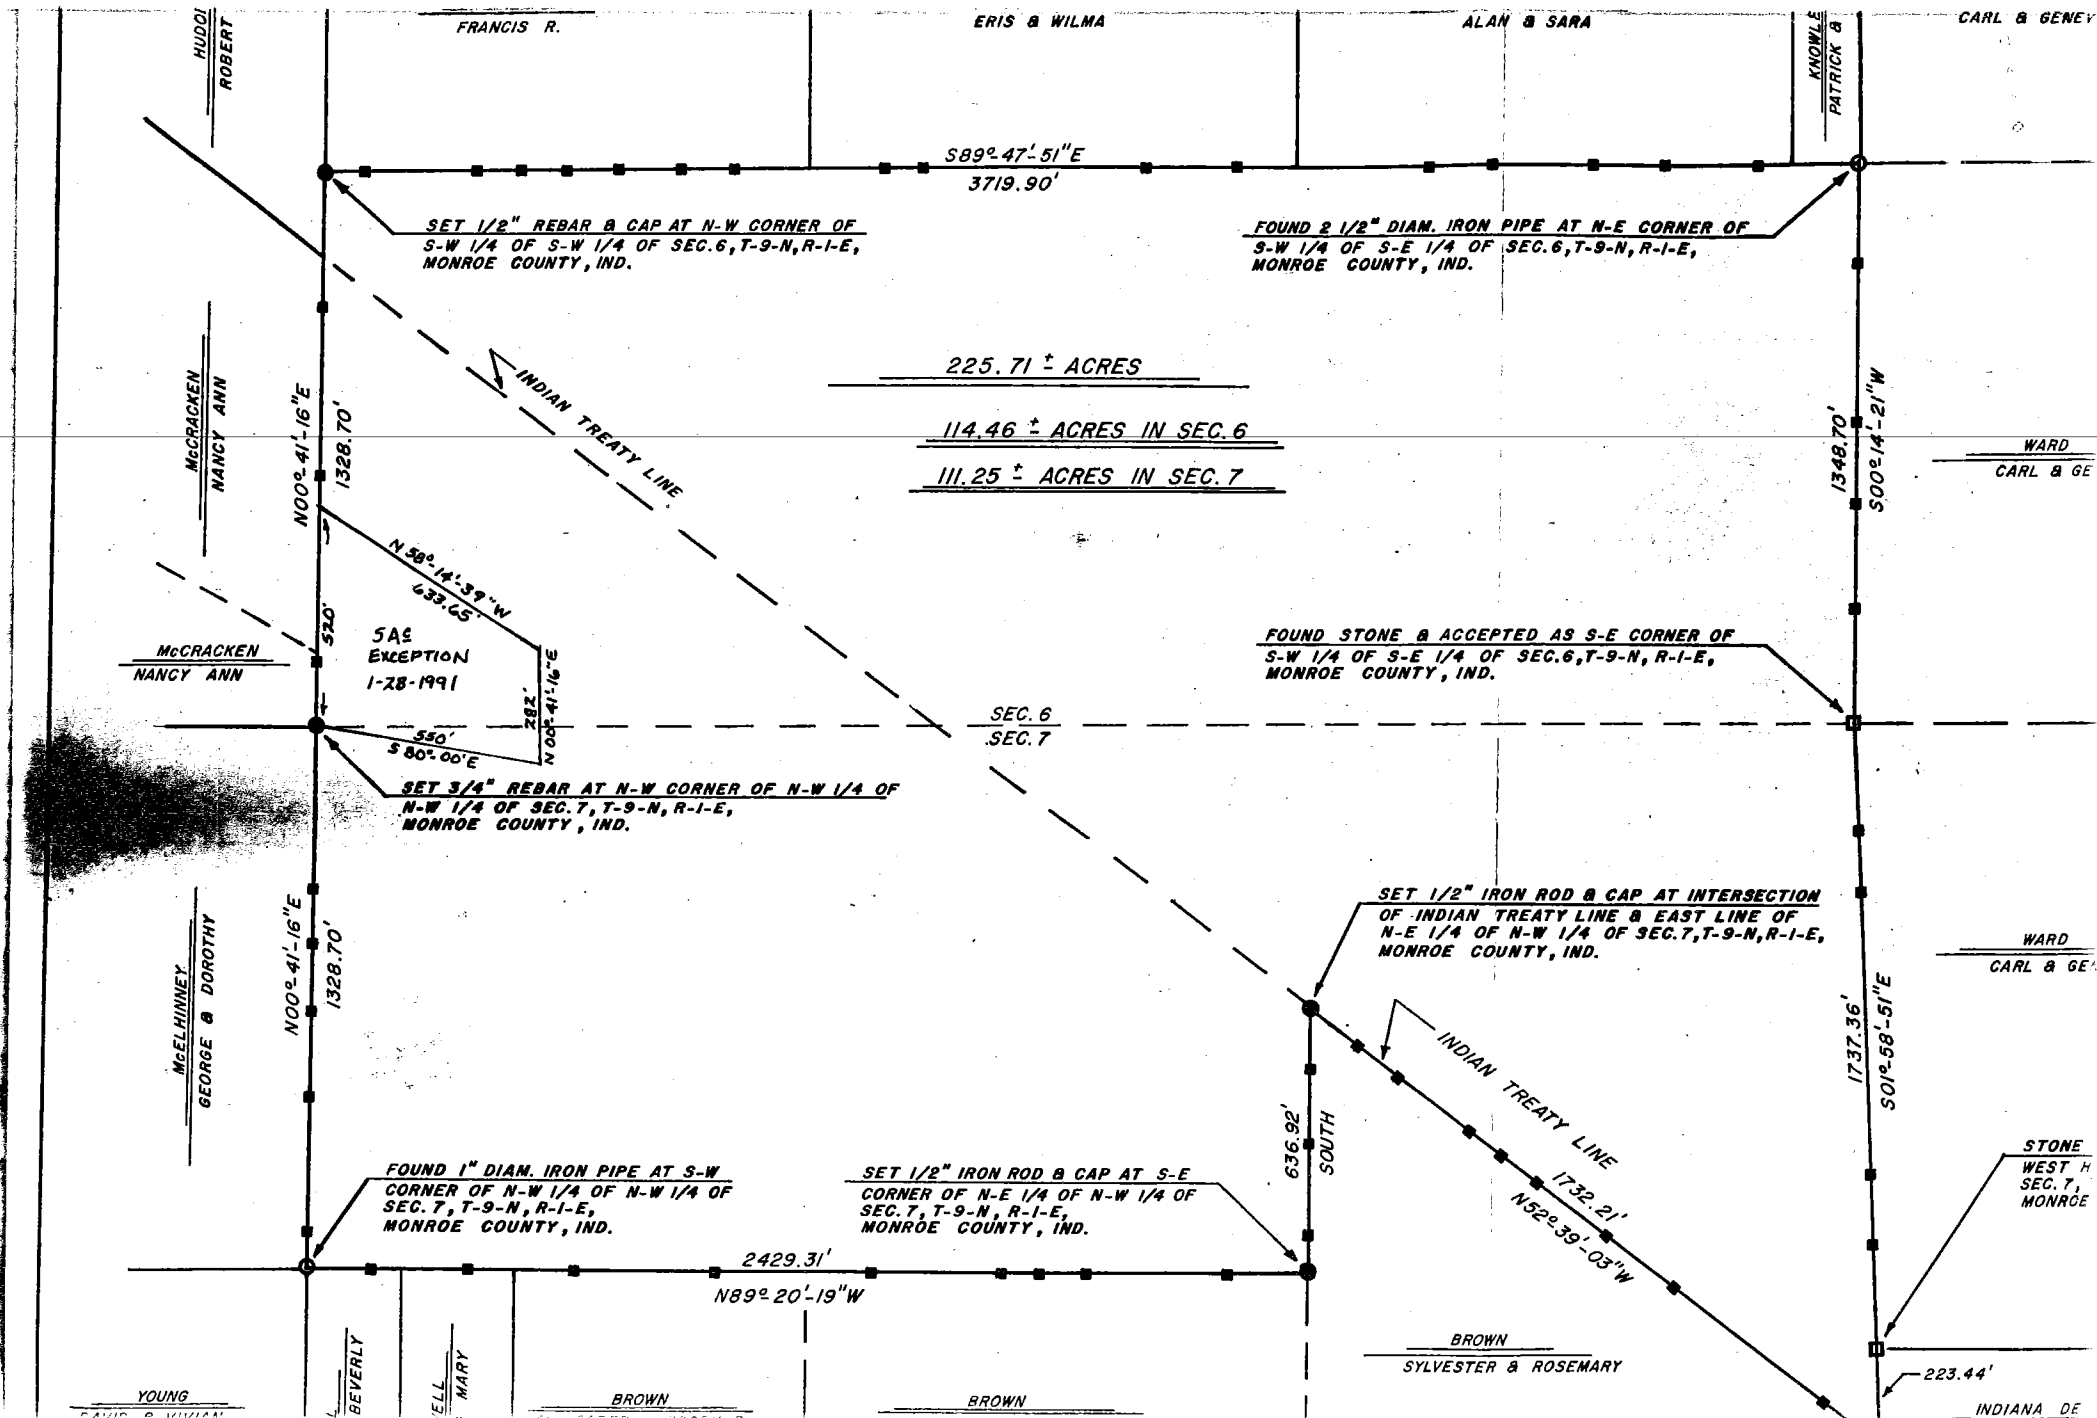 HUDOI
ROBERT
FRANCIS R.
ERIS & WILMA
ALAN & SARA
KNOWLE
PATRICK &
CARL & GENEV
S89°-47'-51"E
3719.90'
SET 1/2" REBAR & CAP AT N-W CORNER OF
S-W 1/4 OF S-W 1/4 OF SEC.6, T-9-N, R-1-E,
MONROE COUNTY, IND.
FOUND 2 1/2" DIAM. IRON PIPE AT N-E CORNER OF
S-W 1/4 OF S-E 1/4 OF SEC.6, T-9-N, R-1-E,
MONROE COUNTY, IND.
INDIAN TREATY LINE
225.71 ± ACRES
114.46 ± ACRES IN SEC. 6
111.25 ± ACRES IN SEC. 7
McCRACKEN
NANCY ANN
N00°-41'-16"E
1328.70'
1348.70'
S00°-14'-21"W
WARD
CARL & GE
N 58°-14'-39"W
633.65'
520'
5 AC
EXCEPTION
1-28-1991
282'
N 00°-41'-16"E
550'
S 80°-00'E
McCRACKEN
NANCY ANN
SEC. 6
SEC. 7
FOUND STONE & ACCEPTED AS S-E CORNER OF
S-W 1/4 OF S-E 1/4 OF SEC.6, T-9-N, R-1-E,
MONROE COUNTY, IND.
SET 3/4" REBAR AT N-W CORNER OF N-W 1/4 OF
N-W 1/4 OF SEC. 7, T-9-N, R-1-E,
MONROE COUNTY, IND.
McELHINNEY
GEORGE & DOROTHY
N00°-41'-16"E
1328.70'
SET 1/2" IRON ROD & CAP AT INTERSECTION
OF INDIAN TREATY LINE & EAST LINE OF
N-E 1/4 OF N-W 1/4 OF SEC.7, T-9-N, R-1-E,
MONROE COUNTY, IND.
WARD
CARL & GE
1737.36'
S01°-58'-51"E
INDIAN TREATY LINE
1732.21'
N52°-39'-03"W
636.92'
SOUTH
FOUND 1" DIAM. IRON PIPE AT S-W
CORNER OF N-W 1/4 OF N-W 1/4 OF
SEC. 7, T-9-N, R-1-E,
MONROE COUNTY, IND.
SET 1/2" IRON ROD & CAP AT S-E
CORNER OF N-E 1/4 OF N-W 1/4 OF
SEC. 7, T-9-N, R-1-E,
MONROE COUNTY, IND.
STONE
WEST H
SEC. 7,
MONROE
2429.31'
N89°-20'-19"W
BROWN
SYLVESTER & ROSEMARY
223.44'
YOUNG
BEVERLY
VELL
MARY
BROWN
BROWN
INDIANA DE